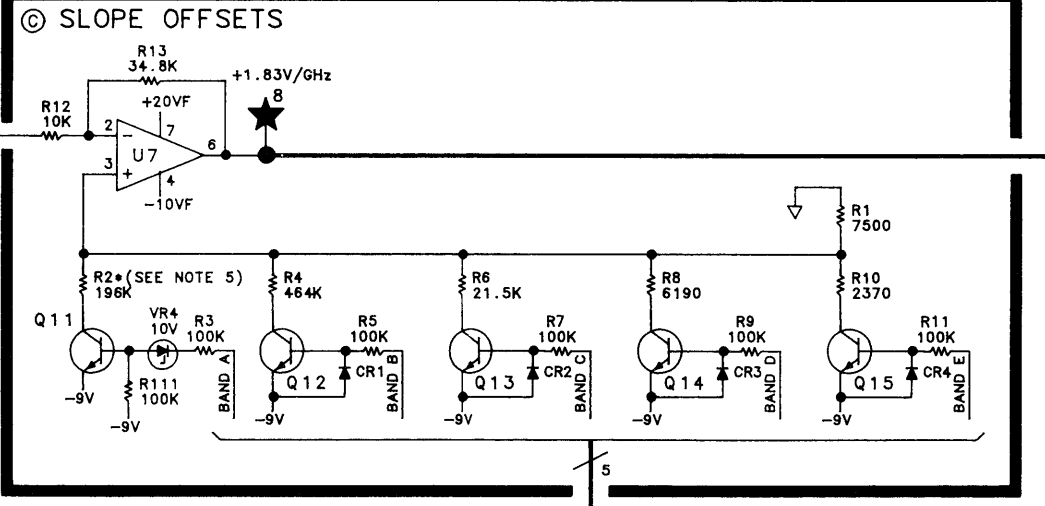 © SLOPE OFFSETS
R13
34.8K
+1.83V/GHz
8
R12
10K
+20VF
7
2
−
6
U7
3
+
4
−10VF
R1
7500
R2* (SEE NOTE 5)
196K
R4
464K
R6
21.5K
R8
6190
R10
2370
Q11
VR4
10V
R3
100K
R5
100K
R7
100K
R9
100K
R11
100K
BAND A
BAND B
BAND C
BAND D
BAND E
R111
100K
Q12
CR1
Q13
CR2
Q14
CR3
Q15
CR4
−9V
−9V
−9V
−9V
−9V
−9V
5